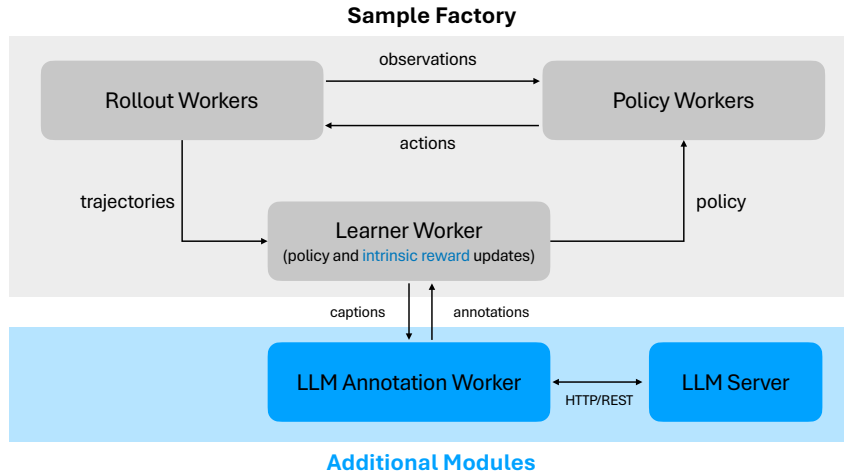 Sample Factory
observations
Rollout Workers
Policy Workers
actions
trajectories
policy
Learner Worker
(policy and intrinsic reward updates)
captions
annotations
LLM Annotation Worker
LLM Server
HTTP/REST
Additional Modules